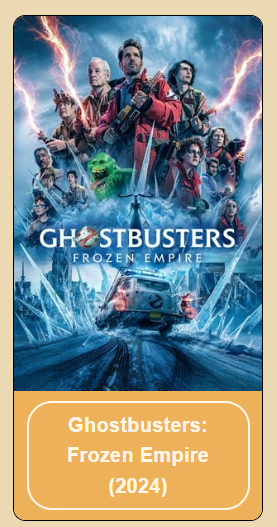 GHOSTBUSTERS
FROZEN EMPIRE
Ghostbusters:
Frozen Empire
(2024)